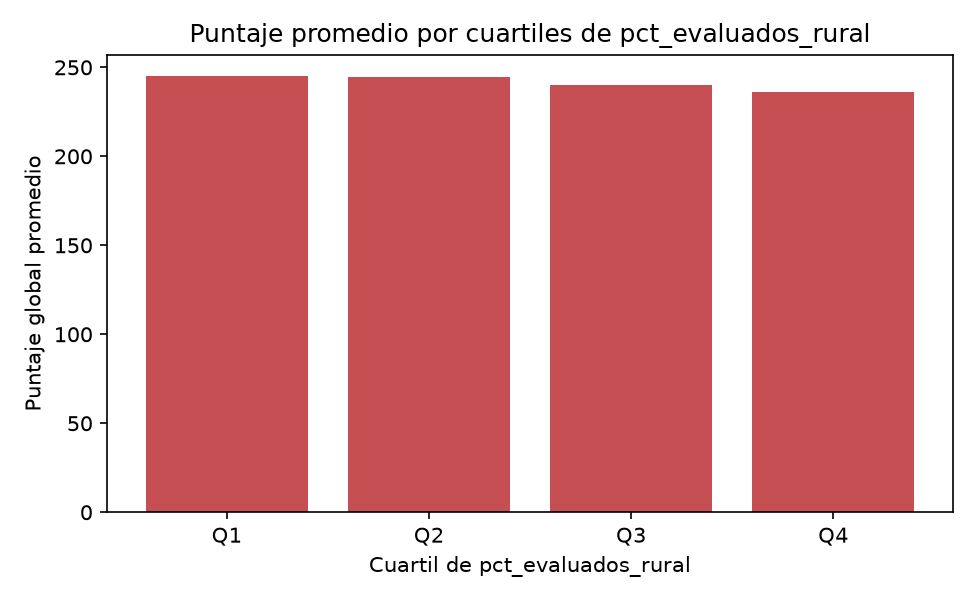 Puntaje promedio por cuartiles de pct_evaluados_rural
Puntaje global promedio
250
200
150
100
50
0
Q1 Q2 Q3 Q4
Cuartil de pct_evaluados_rural